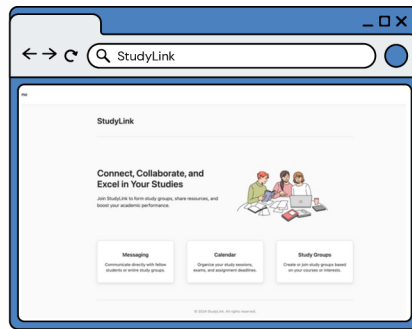 StudyLink
me
StudyLink
Connect, Collaborate, and
Excel in Your Studies
Join StudyLink to form study groups, share resources, and
boost your academic performance.
Messaging
Communicate directly with fellow
students or entire study groups.
Calendar
Organize your study sessions,
exams, and assignment deadlines.
Study Groups
Create or join study groups based
on your courses or interests.
© 2024 StudyLink. All rights reserved.